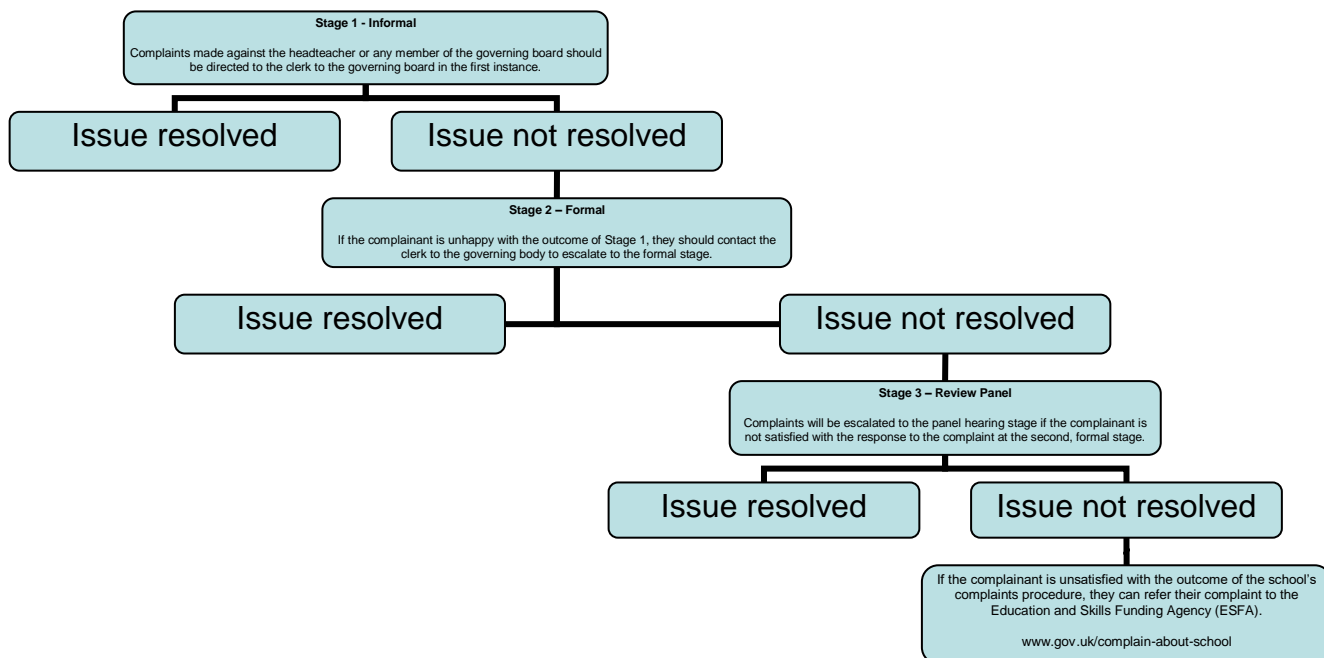 Stage 1 - Informal
Complaints made against the headteacher or any member of the governing board should
be directed to the clerk to the governing board in the first instance.
Issue resolved
Issue not resolved
Stage 2 – Formal
If the complainant is unhappy with the outcome of Stage 1, they should contact the
clerk to the governing body to escalate to the formal stage.
Issue resolved
Issue not resolved
Stage 3 – Review Panel
Complaints will be escalated to the panel hearing stage if the complainant is
not satisfied with the response to the complaint at the second, formal stage.
Issue resolved
Issue not resolved
If the complainant is unsatisfied with the outcome of the school's
complaints procedure, they can refer their complaint to the
Education and Skills Funding Agency (ESFA).
www.gov.uk/complain-about-school